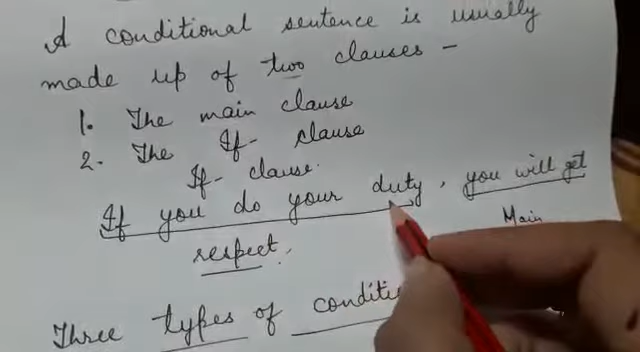 A conditional sentence is usually
made up of two clauses -
1. The main clause
2. The If- clause
If- clause.
If you do your duty, you will get
Main
respect.
Three types of